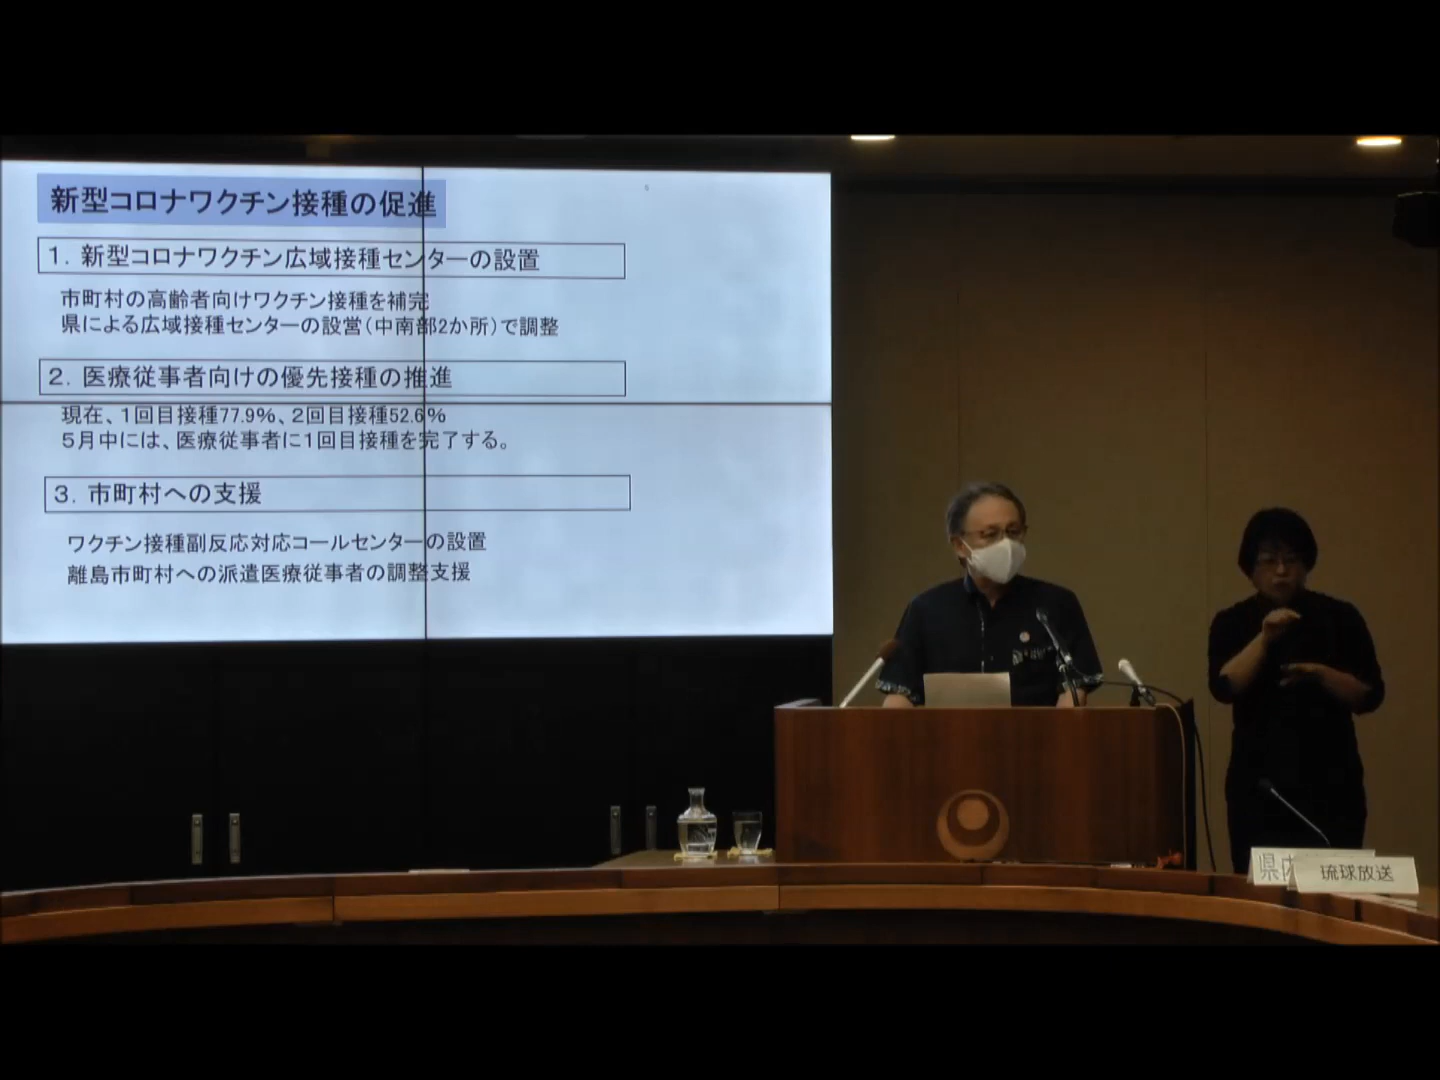 新型コロナワクチン接種の促進
1．新型コロナワクチン広域接種センターの設置
市町村の高齢者向けワクチン接種を補完
県による広域接種センターの設営（中南部2か所）で調整
2．医療従事者向けの優先接種の推進
現在、1回目接種77.9％、2回目接種52.6％
5月中には、医療従事者に1回目接種を完了する。
3．市町村への支援
ワクチン接種副反応対応コールセンターの設置
離島市町村への派遣医療従事者の調整支援
県内
琉球放送